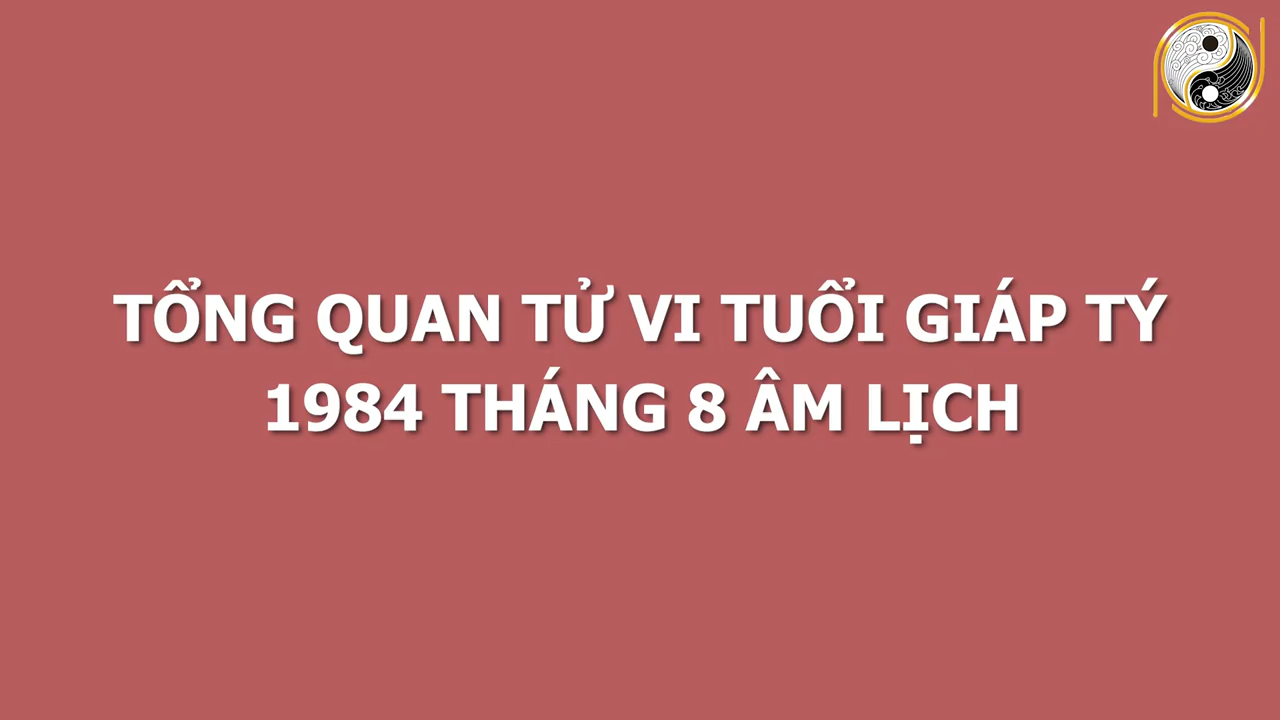 TỔNG QUAN TỬ VI TUỔI GIÁP TÝ
1984 THÁNG 8 ÂM LỊCH